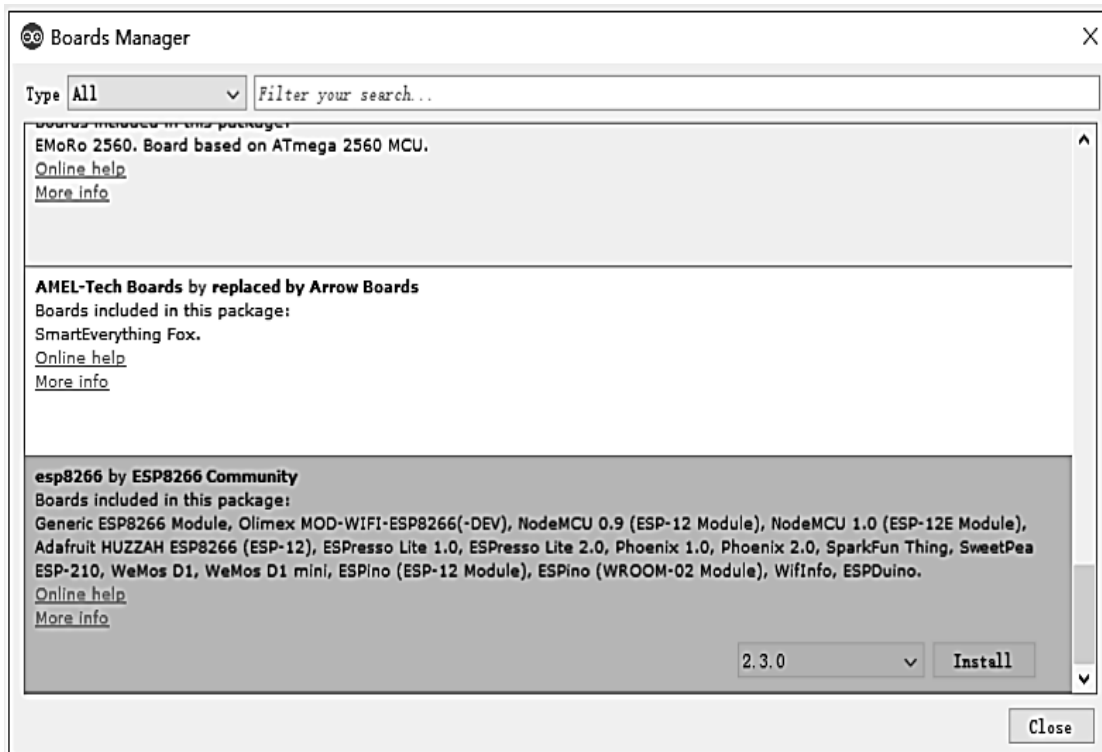 Boards Manager
Type All Filter your search...
Boards included in this package:
EMoRo 2560. Board based on ATmega 2560 MCU.
Online help
More info
AMEL-Tech Boards by replaced by Arrow Boards
Boards included in this package:
SmartEverything Fox.
Online help
More info
esp8266 by ESP8266 Community
Boards included in this package:
Generic ESP8266 Module, Olimex MOD-WIFI-ESP8266(-DEV), NodeMCU 0.9 (ESP-12 Module), NodeMCU 1.0 (ESP-12E Module),
Adafruit HUZZAH ESP8266 (ESP-12), ESPresso Lite 1.0, ESPresso Lite 2.0, Phoenix 1.0, Phoenix 2.0, SparkFun Thing, SweetPea
ESP-210, WeMos D1, WeMos D1 mini, ESPino (ESP-12 Module), ESPino (WROOM-02 Module), WifInfo, ESPDuino.
Online help
More info
2.3.0 Install
Close